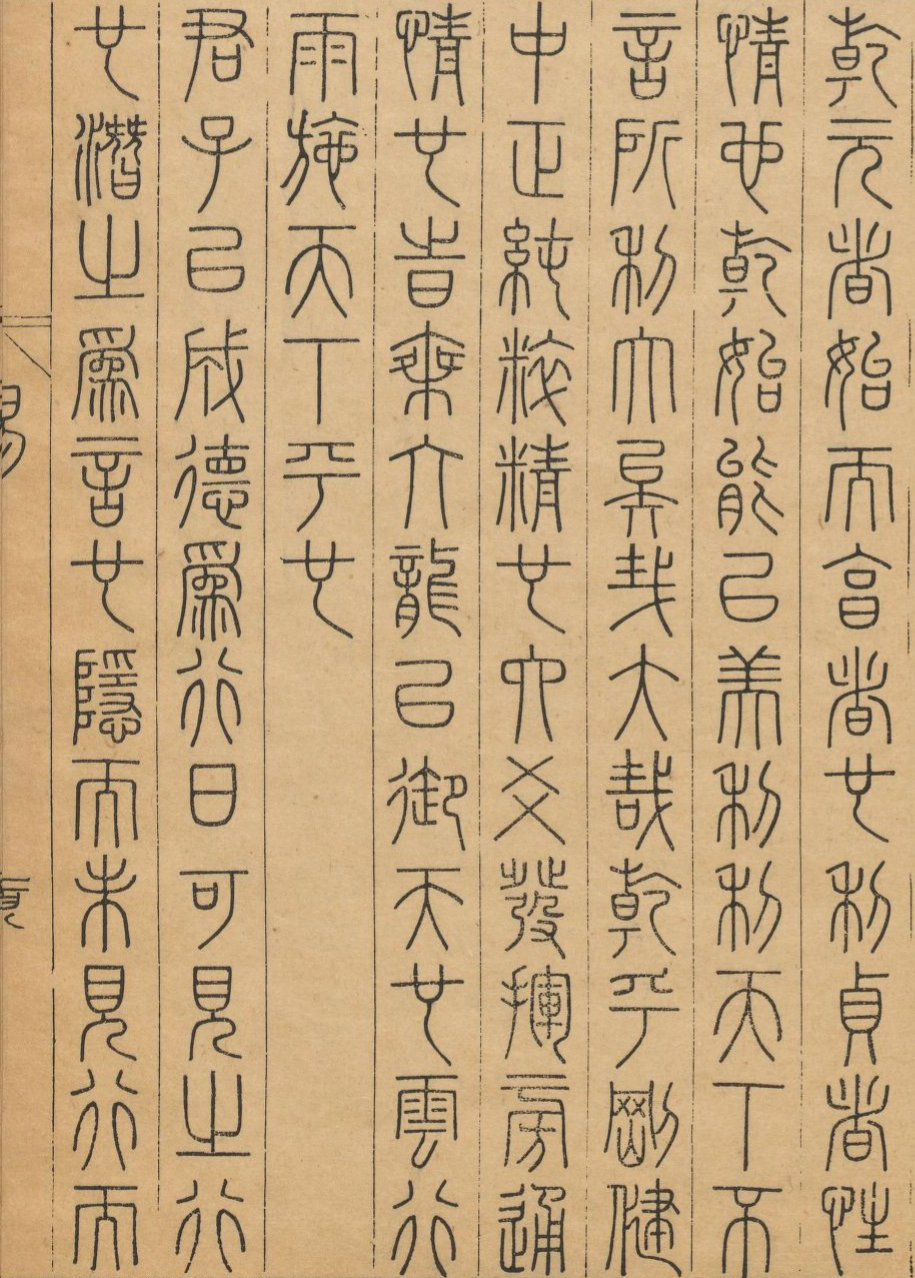 乾元者始而亨者也利貞者性
情也乾始能以美利利天下不
言所利大矣哉大哉乾乎剛健
中正純粹精也六爻發揮旁通
情也時乘六龍以御天也雲行
雨施天下平也
君子以成德爲行日可見之行
也潛之爲言也隱而未見行而